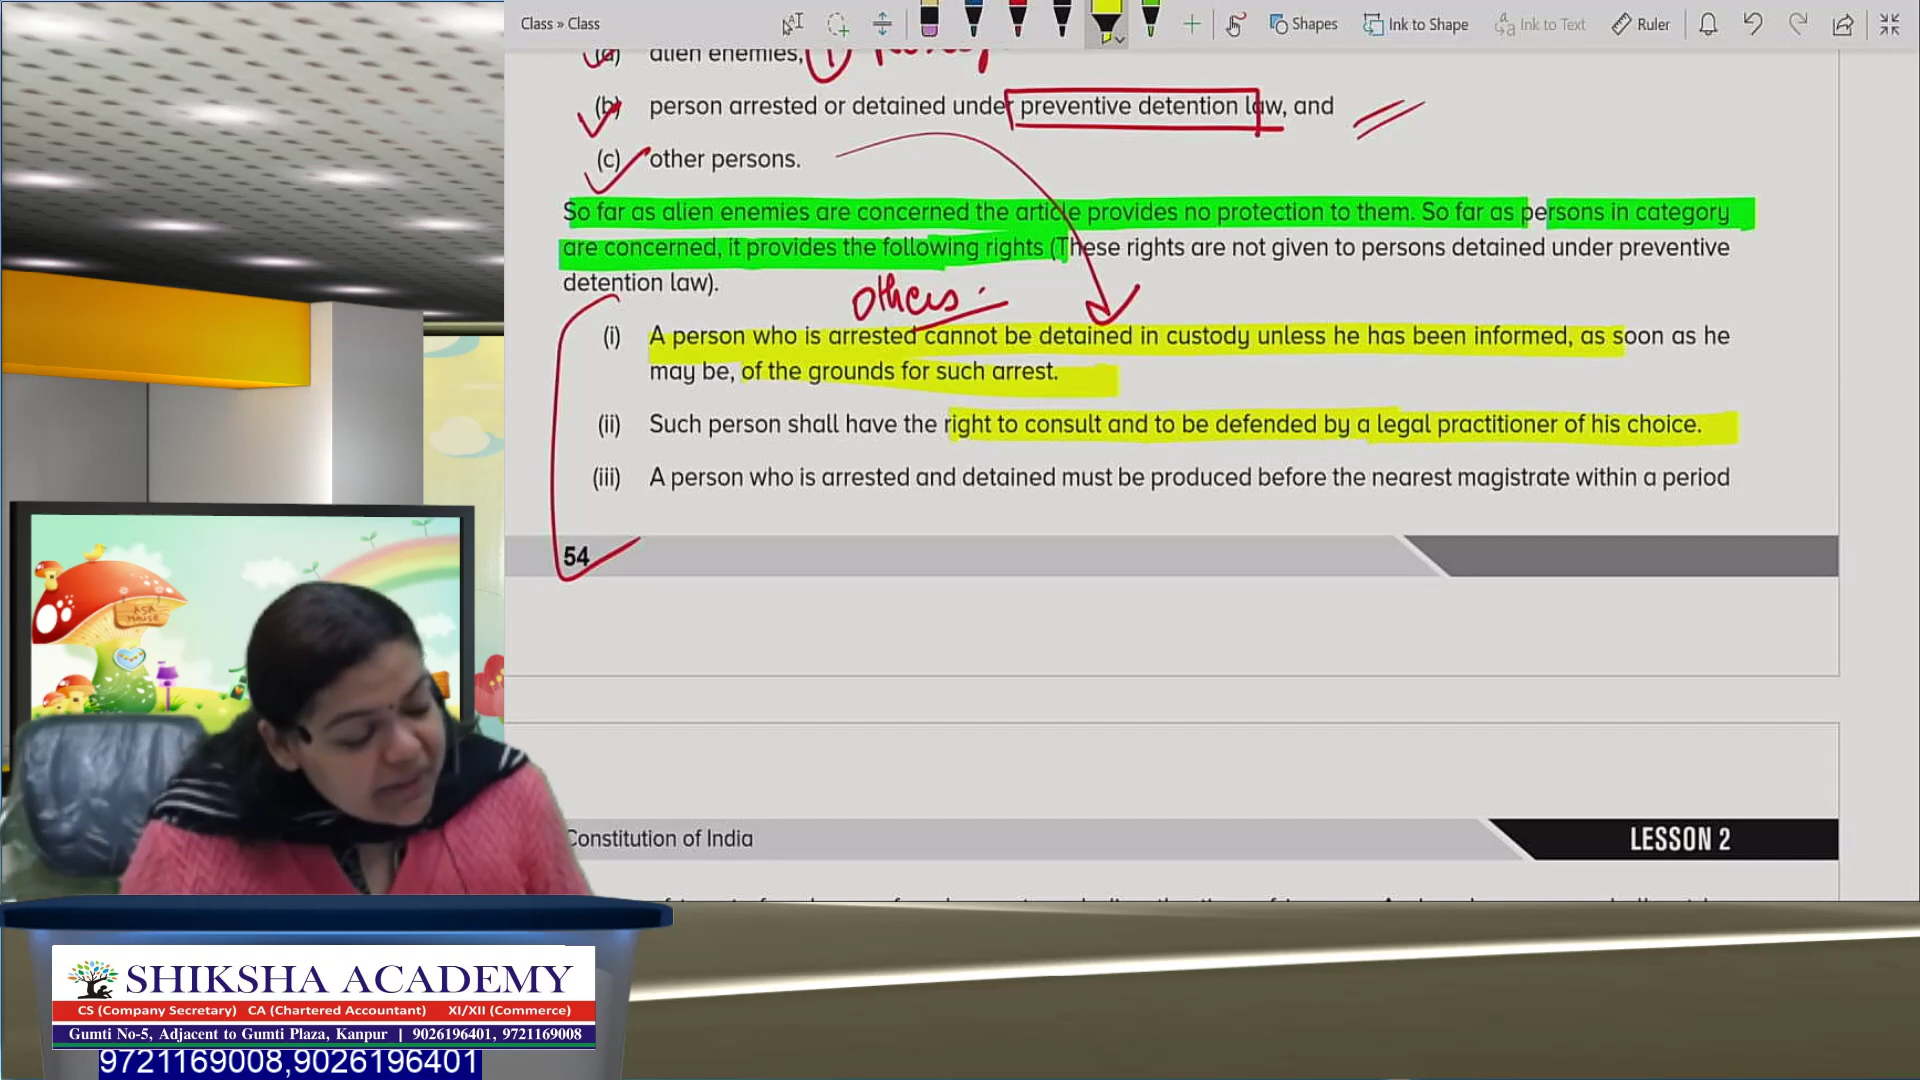 Class » Class
Shapes
Ink to Shape
Ink to Text
Ruler
(a) alien enemies,
(b) person arrested or detained under preventive detention law, and
(c) other persons.
So far as alien enemies are concerned the article provides no protection to them. So far as persons in category
are concerned, it provides the following rights (These rights are not given to persons detained under preventive
detention law).
others :
(i) A person who is arrested cannot be detained in custody unless he has been informed, as soon as he
may be, of the grounds for such arrest.
(ii) Such person shall have the right to consult and to be defended by a legal practitioner of his choice.
(iii) A person who is arrested and detained must be produced before the nearest magistrate within a period
54
ASA
House
Constitution of India
LESSON 2
SHIKSHA ACADEMY
CS (Company Secretary) CA (Chartered Accountant) XI/XII (Commerce)
Gumti No-5, Adjacent to Gumti Plaza, Kanpur | 9026196401, 9721169008
9721169008,9026196401